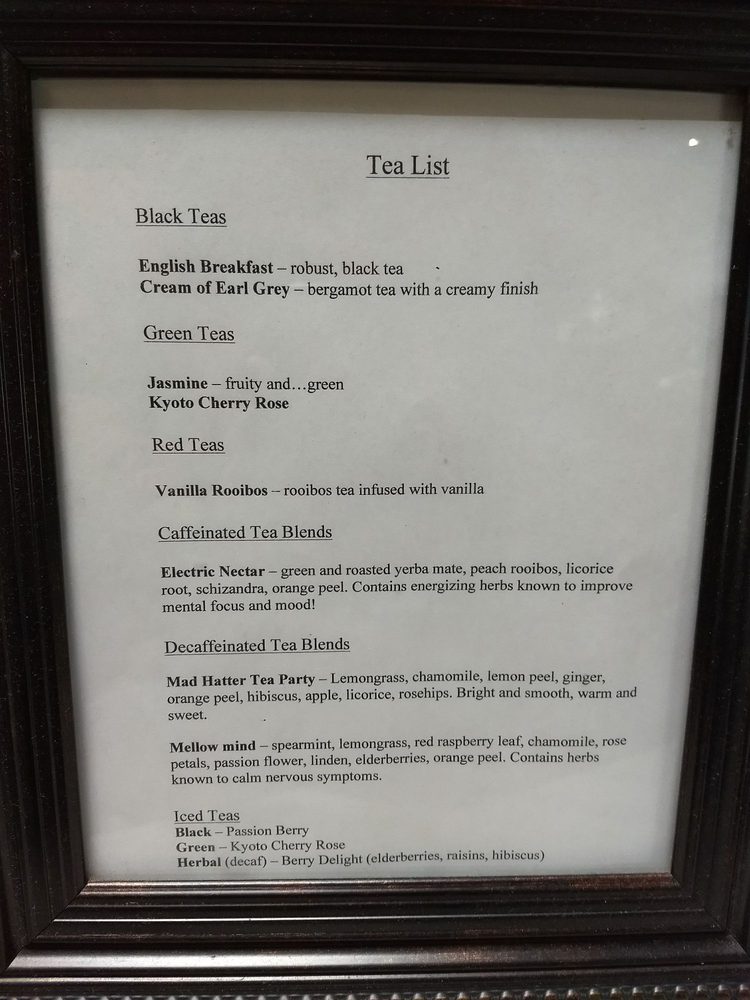 Tea List
Black Teas
English Breakfast – robust, black tea
Cream of Earl Grey – bergamot tea with a creamy finish
Green Teas
Jasmine – fruity and…green
Kyoto Cherry Rose
Red Teas
Vanilla Rooibos – rooibos tea infused with vanilla
Caffeinated Tea Blends
Electric Nectar – green and roasted yerba mate, peach rooibos, licorice
root, schizandra, orange peel. Contains energizing herbs known to improve
mental focus and mood!
Decaffeinated Tea Blends
Mad Hatter Tea Party – Lemongrass, chamomile, lemon peel, ginger,
orange peel, hibiscus, apple, licorice, rosehips. Bright and smooth, warm and
sweet.
Mellow mind – spearmint, lemongrass, red raspberry leaf, chamomile, rose
petals, passion flower, linden, elderberries, orange peel. Contains herbs
known to calm nervous symptoms.
Iced Teas
Black – Passion Berry
Green – Kyoto Cherry Rose
Herbal (decaf) – Berry Delight (elderberries, raisins, hibiscus)